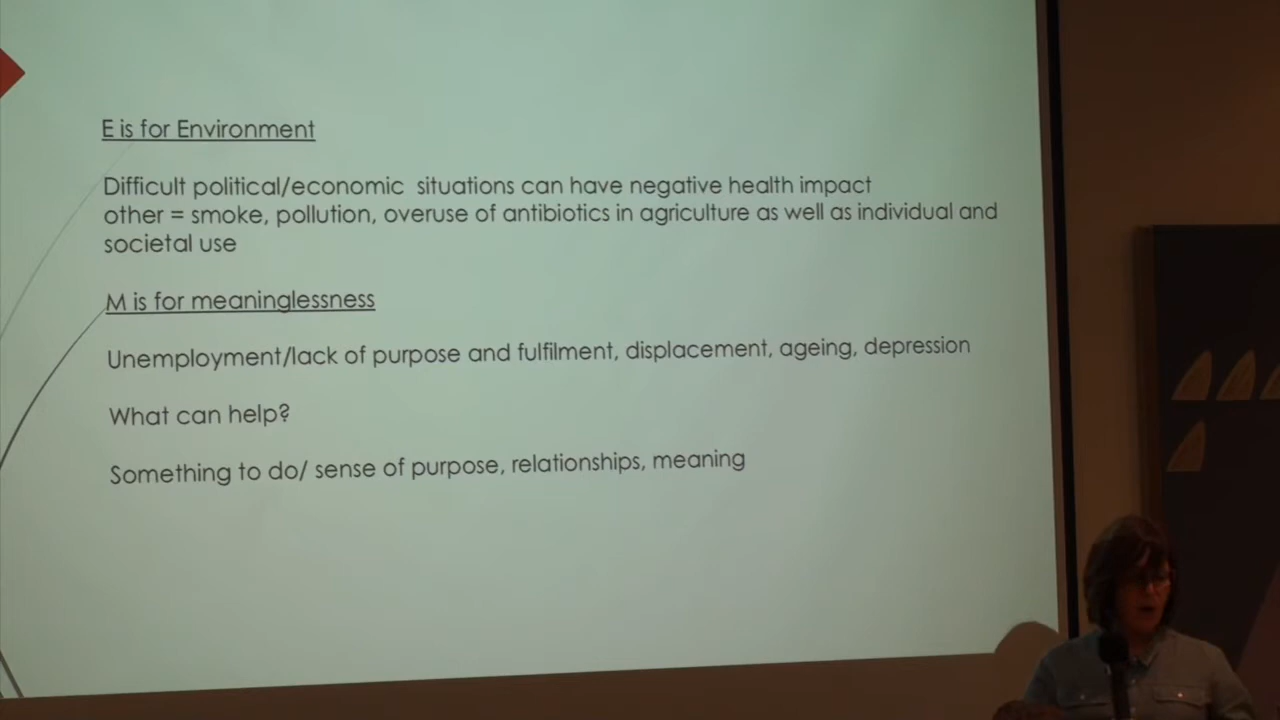 E is for Environment
Difficult political/economic situations can have negative health impact
other = smoke, pollution, overuse of antibiotics in agriculture as well as individual and
societal use
M is for meaninglessness
Unemployment/lack of purpose and fulfilment, displacement, ageing, depression
What can help?
Something to do/ sense of purpose, relationships, meaning